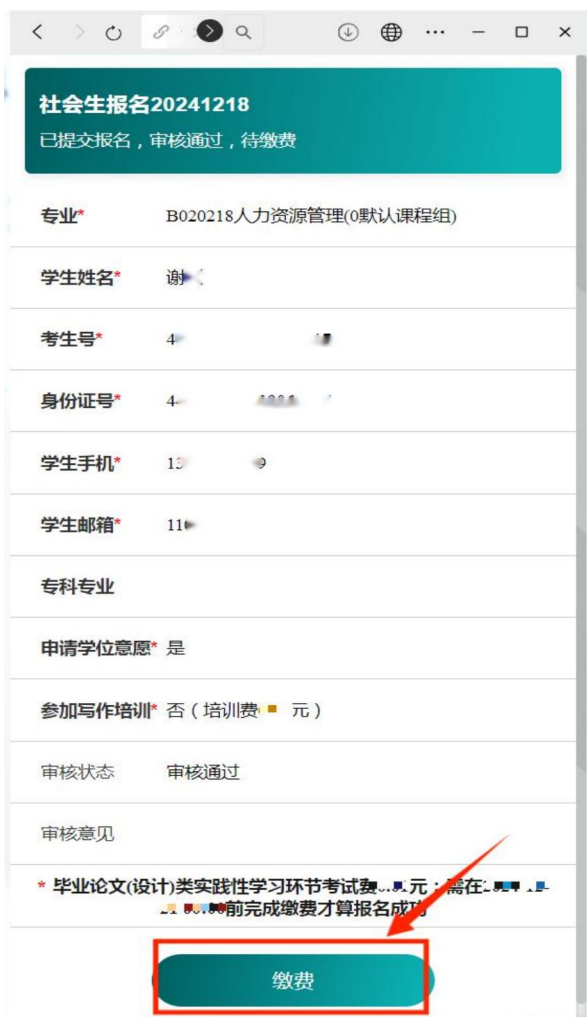 社会生报名20241218
已提交报名，审核通过，待缴费
专业* B020218人力资源管理(0默认课程组)
学生姓名* 谢
考生号* 4
身份证号* 4
学生手机* 13 9
学生邮箱* 11
专科专业
申请学位意愿* 是
参加写作培训* 否（培训费 元）
审核状态 审核通过
审核意见
* 毕业论文(设计)类实践性学习环节考试费 元；需在
前完成缴费才算报名成功
缴费